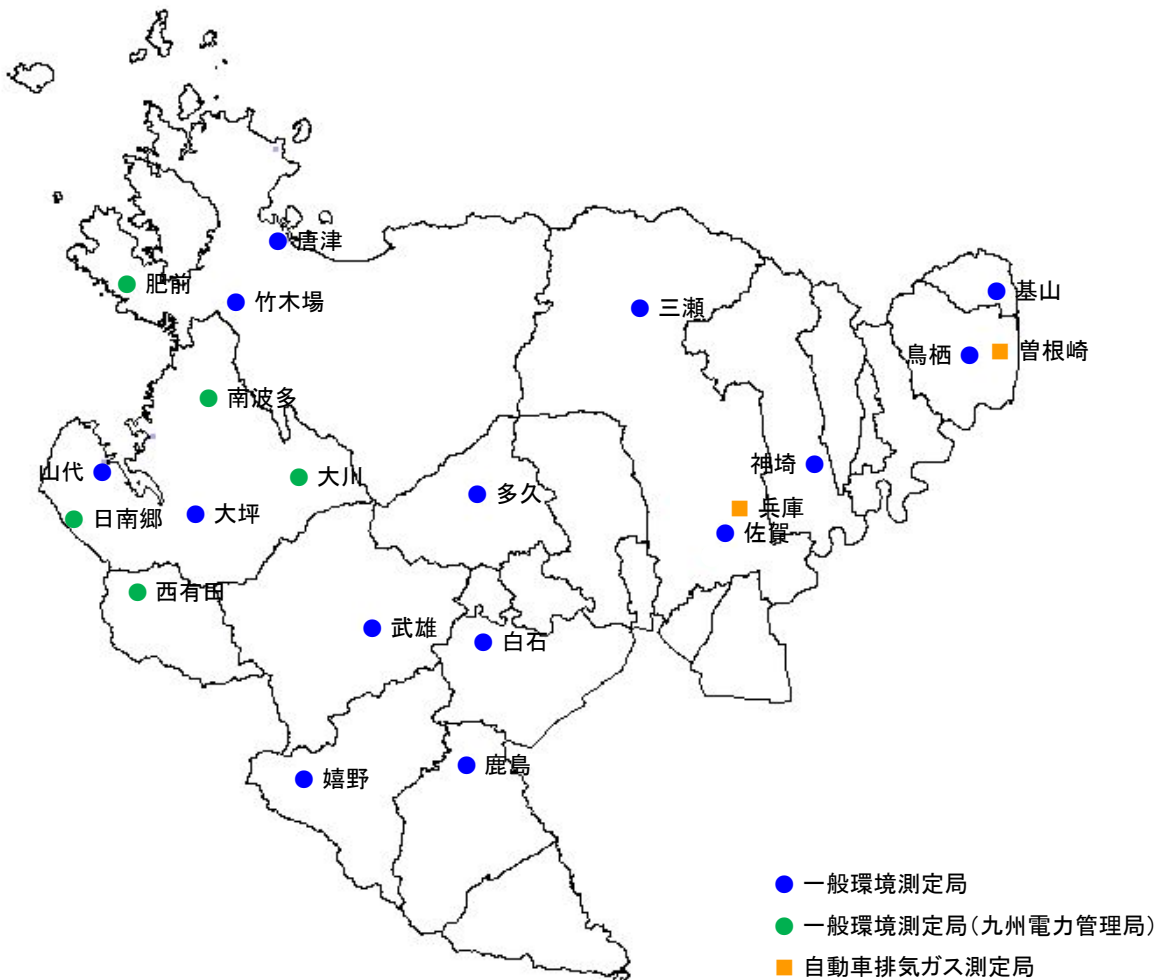 唐津
肥前
竹木場
三瀬
基山
鳥栖
曽根崎
南波多
山代
大川
神埼
多久
日南郷
大坪
兵庫
佐賀
西有田
武雄
白石
嬉野
鹿島
一般環境測定局
一般環境測定局(九州電力管理局)
自動車排気ガス測定局